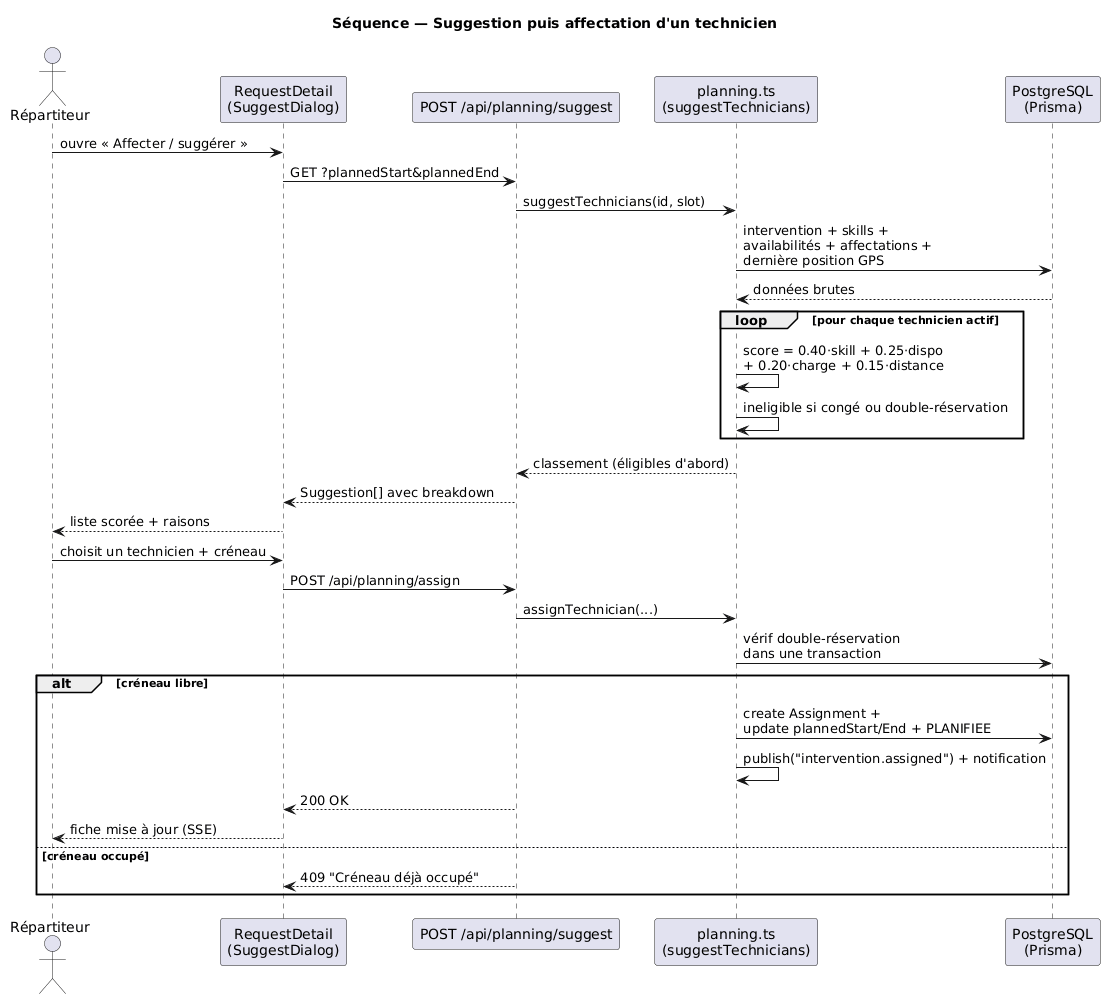 Séquence — Suggestion puis affectation d'un technicien
Répartiteur
RequestDetail
(SuggestDialog)
POST /api/planning/suggest
planning.ts
(suggestTechnicians)
PostgreSQL
(Prisma)
ouvre « Affecter / suggérer »
GET ?plannedStart&plannedEnd
suggestTechnicians(id, slot)
intervention + skills +
availabilités + affectations +
dernière position GPS
données brutes
loop
[pour chaque technicien actif]
score = 0.40·skill + 0.25·dispo
+ 0.20·charge + 0.15·distance
ineligible si congé ou double-réservation
classement (éligibles d'abord)
Suggestion[] avec breakdown
liste scorée + raisons
choisit un technicien + créneau
POST /api/planning/assign
assignTechnician(...)
vérif double-réservation
dans une transaction
alt
[créneau libre]
create Assignment +
update plannedStart/End + PLANIFIEE
publish("intervention.assigned") + notification
200 OK
fiche mise à jour (SSE)
[créneau occupé]
409 "Créneau déjà occupé"
Répartiteur
RequestDetail
(SuggestDialog)
POST /api/planning/suggest
planning.ts
(suggestTechnicians)
PostgreSQL
(Prisma)